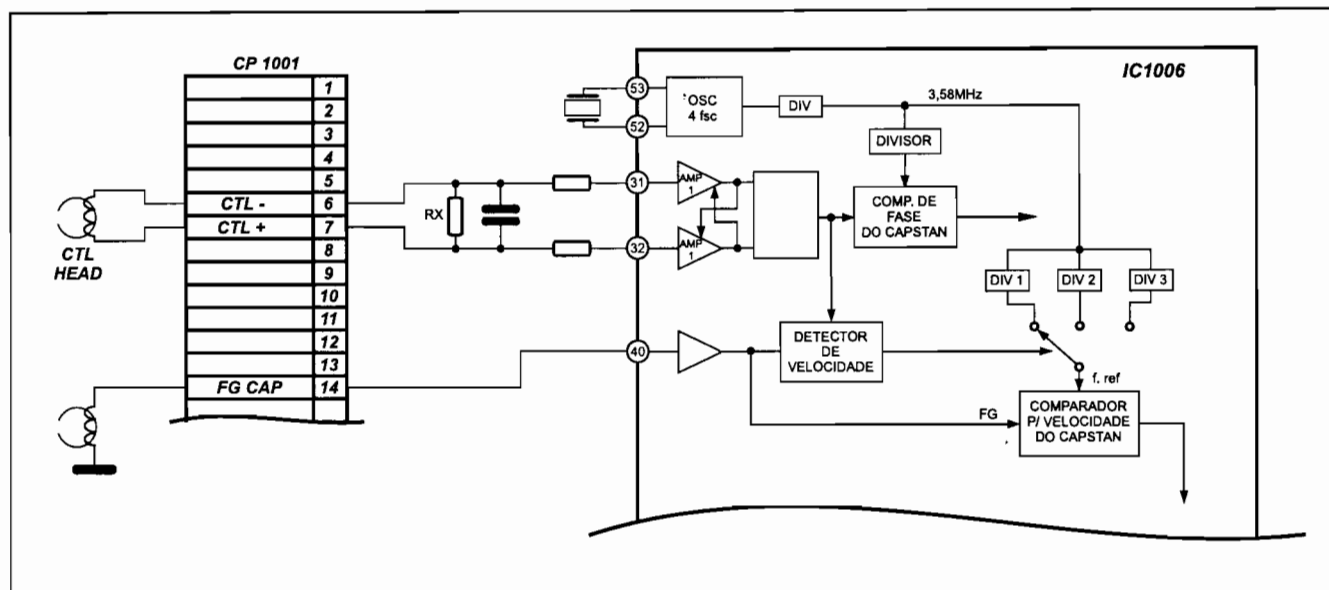 CP 1001
IC1006
1
2
3
4
5
CTL - 6
CTL + 7
8
9
10
11
12
13
FG CAP 14
CTL
HEAD
RX
53
52
31
32
40
OSC
4 fsc
DIV
3,58MHz
DIVISOR
AMP
1
AMP
1
COMP. DE
FASE
DO CAPSTAN
DIV 1
DIV 2
DIV 3
DETECTOR
DE
VELOCIDADE
f. ref
FG
COMPARADOR
P/ VELOCIDADE
DO CAPSTAN